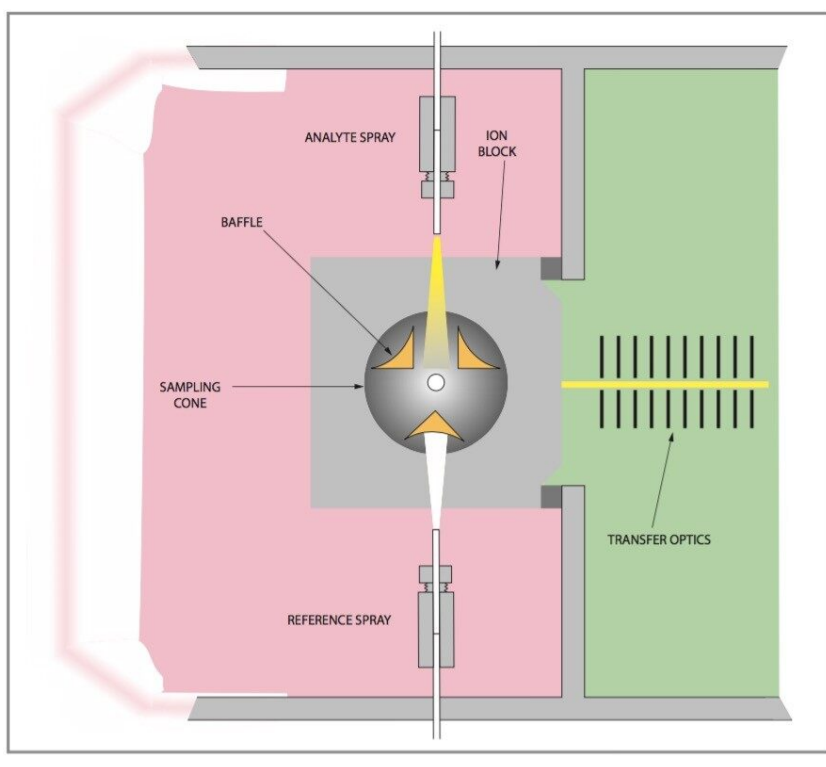 ANALYTE SPRAY
ION
BLOCK
BAFFLE
SAMPLING
CONE
TRANSFER OPTICS
REFERENCE SPRAY